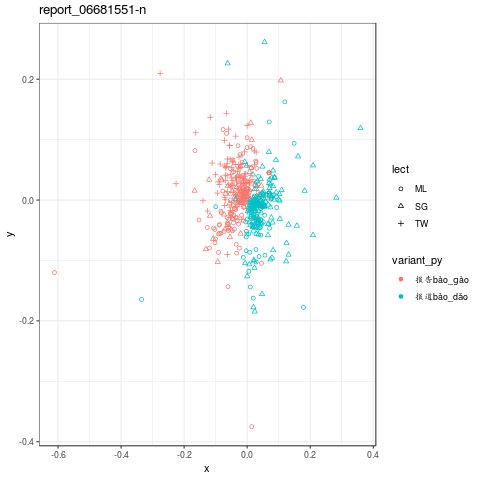 report_06681551-n
0.2
0.0
-0.2
-0.4
y
-0.6
-0.4
-0.2
0.0
0.2
0.4
x
lect
ML
SG
TW
variant_py
报告bào_gào
报道bào_dǎo